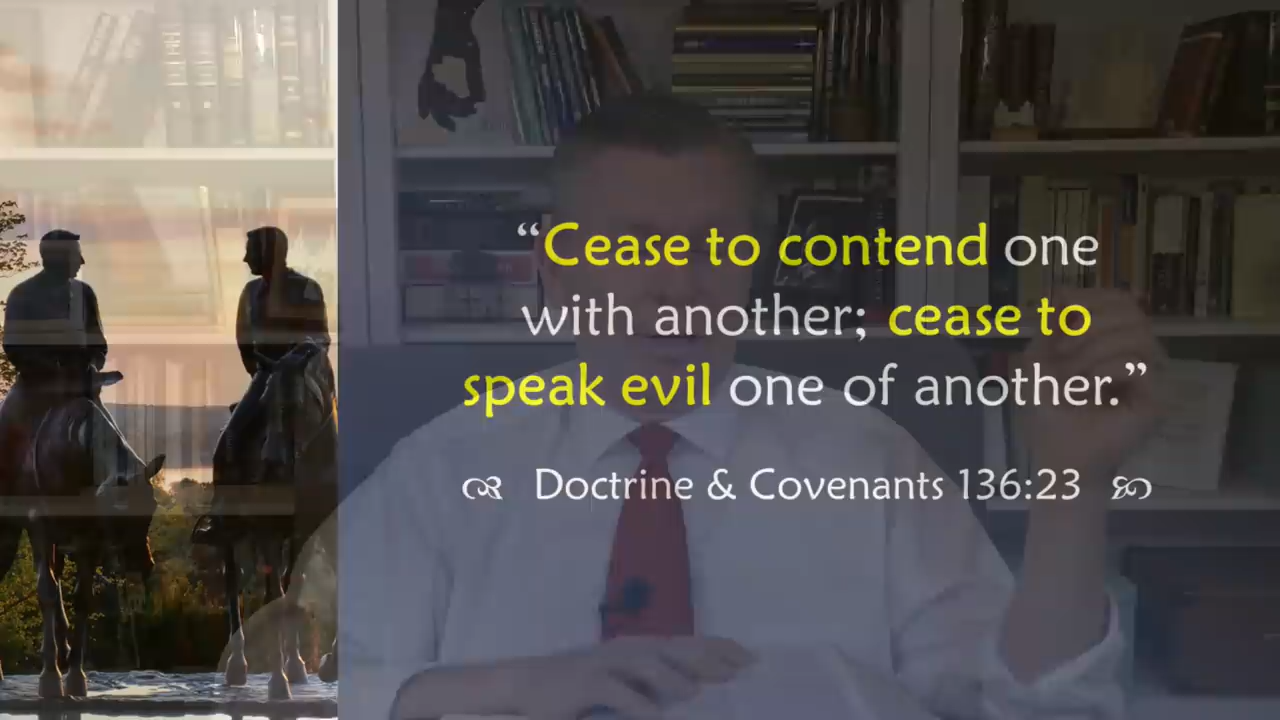 “Cease to contend one
with another; cease to
speak evil one of another.”
Doctrine & Covenants 136:23